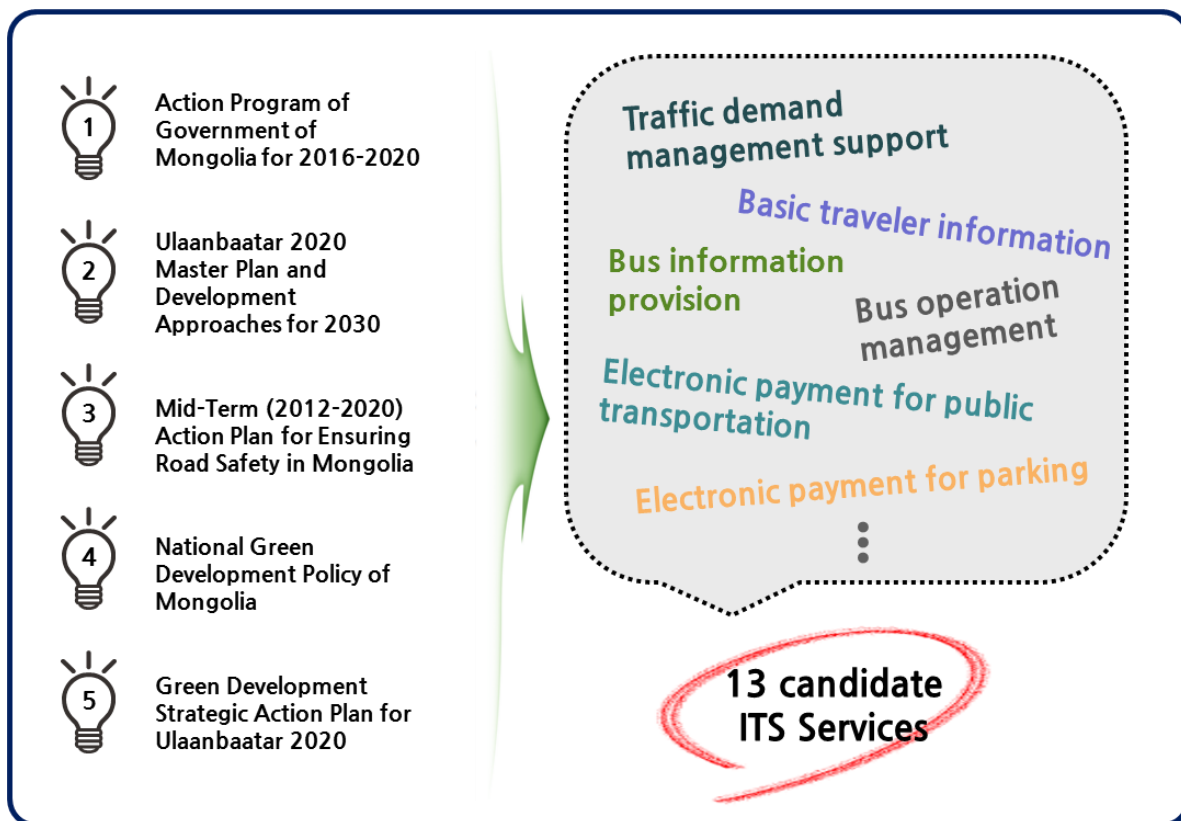 1
Action Program of
Government of
Mongolia for 2016-2020
2
Ulaanbaatar 2020
Master Plan and
Development
Approaches for 2030
3
Mid-Term (2012-2020)
Action Plan for Ensuring
Road Safety in Mongolia
4
National Green
Development Policy of
Mongolia
5
Green Development
Strategic Action Plan for
Ulaanbaatar 2020
Traffic demand
management support
Basic traveler information
Bus information
provision
Bus operation
management
Electronic payment for public
transportation
Electronic payment for parking
13 candidate
ITS Services